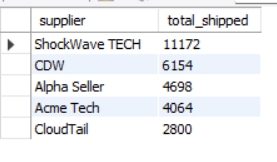 supplier total_shipped
ShockWave TECH 11172
CDW 6154
Alpha Seller 4698
Acme Tech 4064
CloudTail 2800